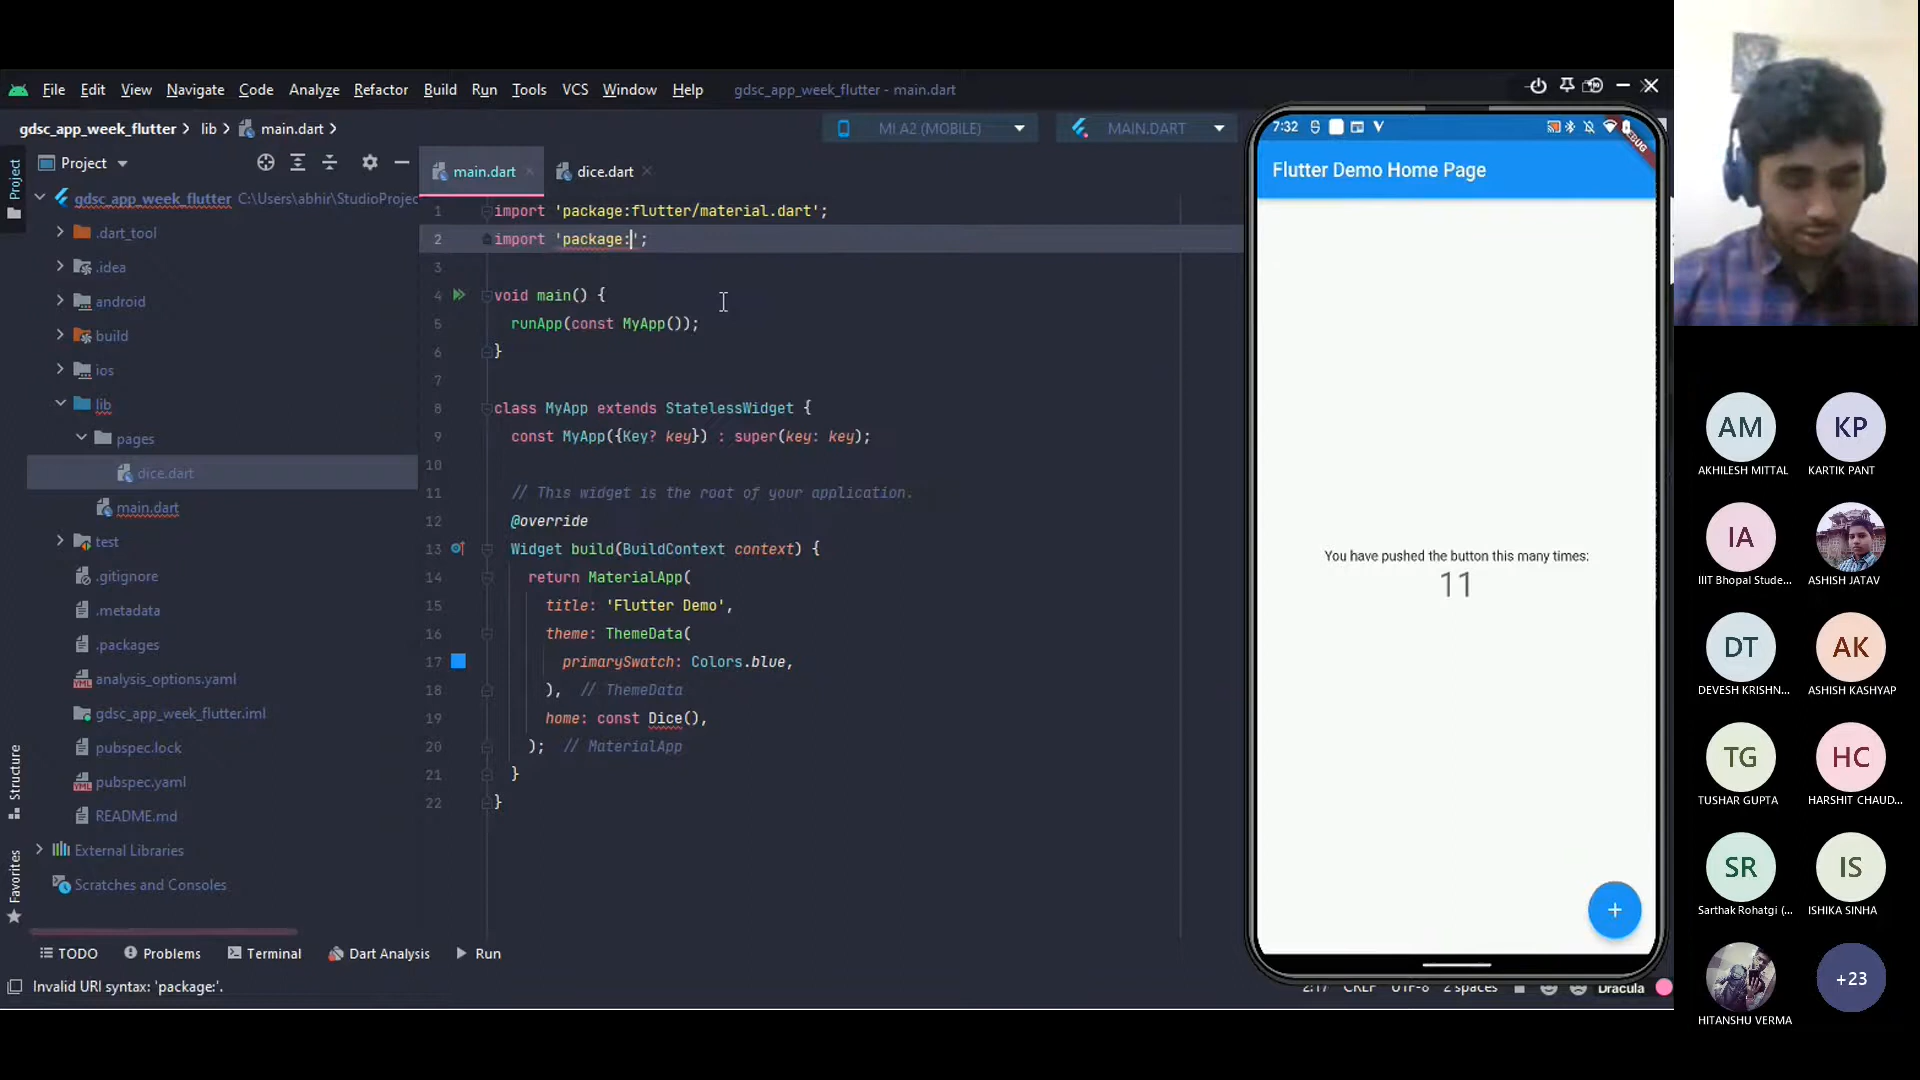 File Edit View Navigate Code Analyze Refactor Build Run Tools VCS Window Help gdsc_app_week_flutter - main.dart
gdsc_app_week_flutter lib main.dart
MI A2 (MOBILE) MAIN.DART
Project
Project
main.dart
dice.dart
gdsc_app_week_flutter C:\Users\abhir\StudioProjec
.dart_tool
.idea
android
build
ios
lib
pages
dice.dart
main.dart
test
.gitignore
.metadata
.packages
analysis_options.yaml
gdsc_app_week_flutter.iml
pubspec.lock
pubspec.yaml
README.md
External Libraries
Scratches and Consoles
Structure
Favorites
1 import 'package:flutter/material.dart';
2 import 'package:';
3
4 void main() {
5 runApp(const MyApp());
6 }
7
8 class MyApp extends StatelessWidget {
9 const MyApp({Key? key}) : super(key: key);
10
11 // This widget is the root of your application.
12 @override
13 Widget build(BuildContext context) {
14 return MaterialApp(
15 title: 'Flutter Demo',
16 theme: ThemeData(
17 primarySwatch: Colors.blue,
18 ), // ThemeData
19 home: const Dice(),
20 ); // MaterialApp
21 }
22 }
TODO Problems Terminal Dart Analysis Run
Invalid URI syntax: 'package:'.
2:17 CRLF UTF-8 2 spaces Dracula
7:32
DEBUG
Flutter Demo Home Page
You have pushed the button this many times:
11
+
AM KP
AKHILESH MITTAL KARTIK PANT
IA
IIIT Bhopal Stude... ASHISH JATAV
DT AK
DEVESH KRISHN... ASHISH KASHYAP
TG HC
TUSHAR GUPTA HARSHIT CHAUD...
SR IS
Sarthak Rohatgi (... ISHIKA SINHA
+23
HITANSHU VERMA